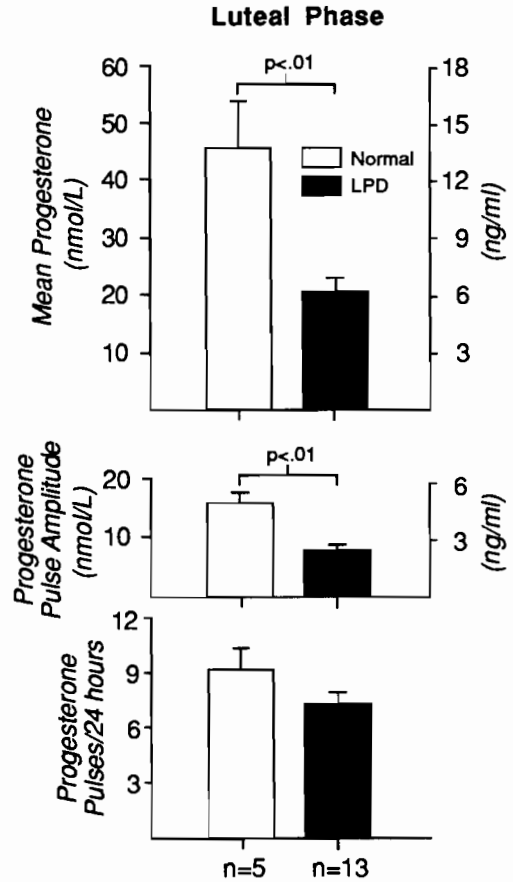 Luteal Phase
Mean Progesterone
(nmol/L)
60
50
40
30
20
10
p<.01
Normal
LPD
18
15
12
9
6
3
(ng/ml)
Progesterone
Pulse Amplitude
(nmol/L)
20
10
p<.01
6
3
(ng/ml)
Progesterone
Pulses/24 hours
12
9
6
3
n=5 n=13